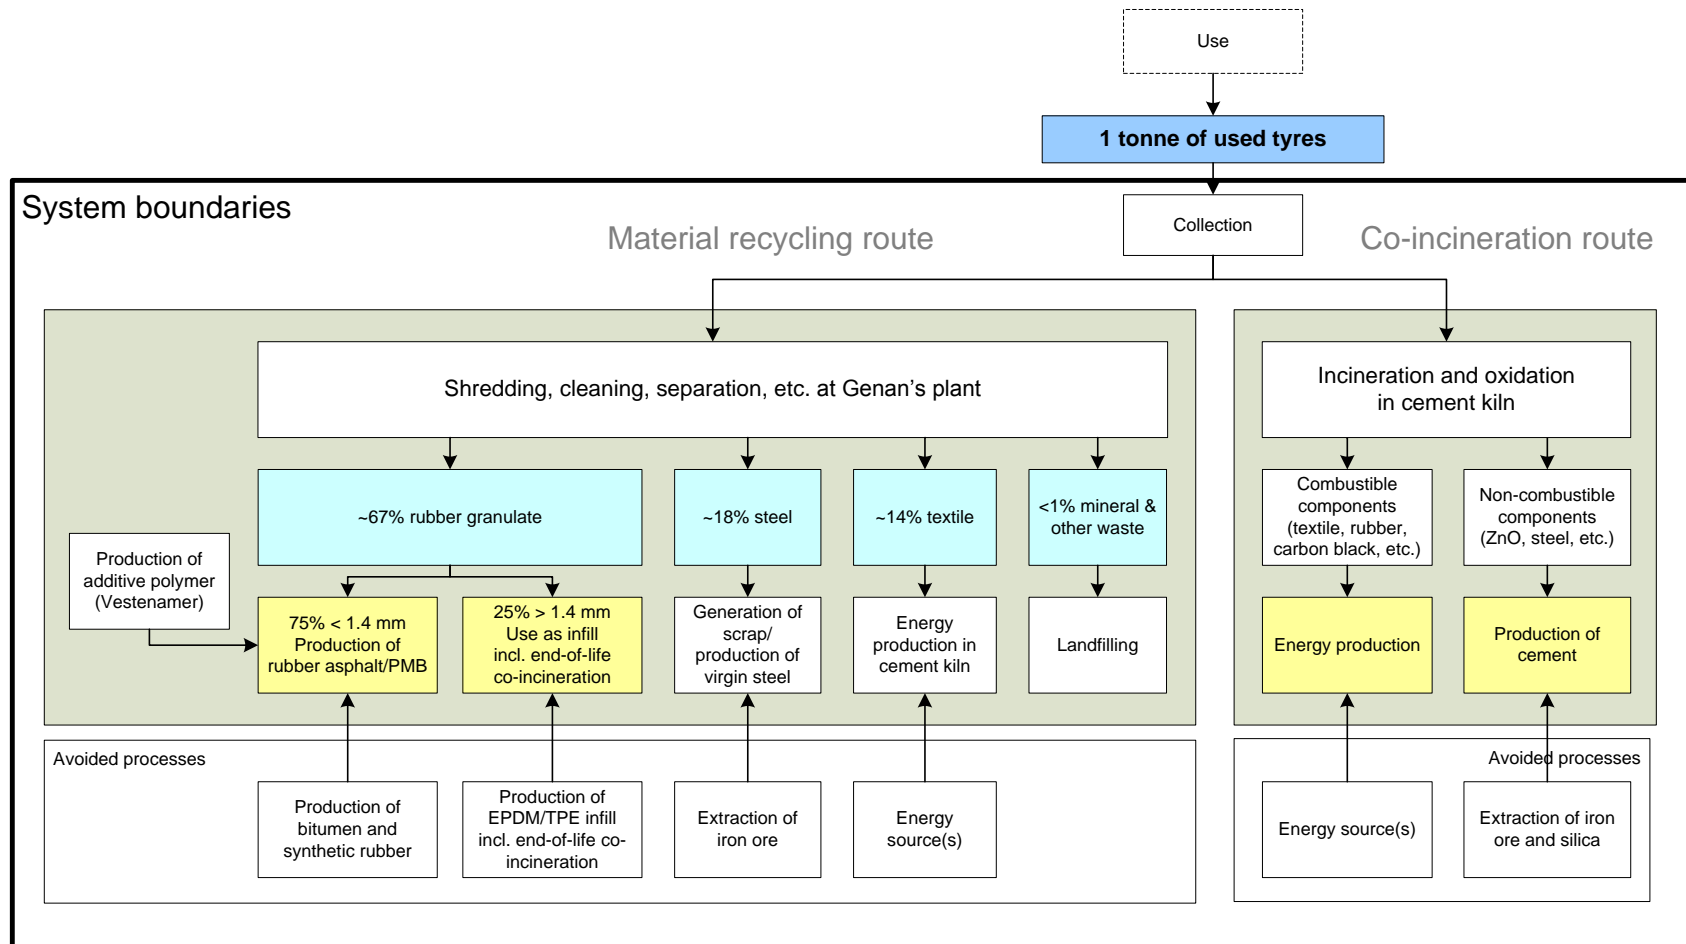 Use
1 tonne of used tyres
System boundaries
Collection
Material recycling route
Co-incineration route
Shredding, cleaning, separation, etc. at Genan's plant
Incineration and oxidation
in cement kiln
~67% rubber granulate
~18% steel
~14% textile
<1% mineral &
other waste
Combustible
components
(textile, rubber,
carbon black, etc.)
Non-combustible
components
(ZnO, steel, etc.)
Production of
additive polymer
(Vestenamer)
75% < 1.4 mm
Production of
rubber asphalt/PMB
25% > 1.4 mm
Use as infill
incl. end-of-life
co-incineration
Generation of
scrap/
production of
virgin steel
Energy
production in
cement kiln
Landfilling
Energy production
Production of
cement
Avoided processes
Avoided processes
Production of
bitumen and
synthetic rubber
Production of
EPDM/TPE infill
incl. end-of-life co-
incineration
Extraction of
iron ore
Energy
source(s)
Energy source(s)
Extraction of iron
ore and silica